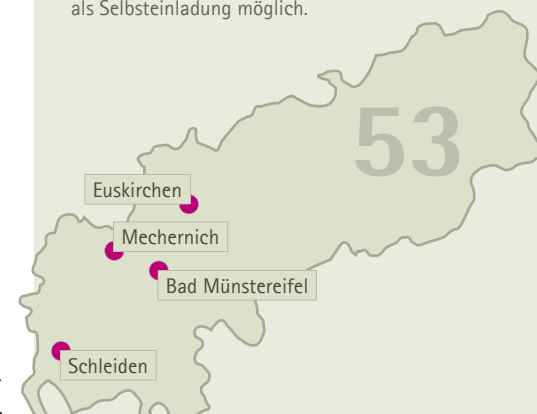 als Selbsteinladung möglich.
53
Euskirchen
Mechernich
Bad Münstereifel
Schleiden